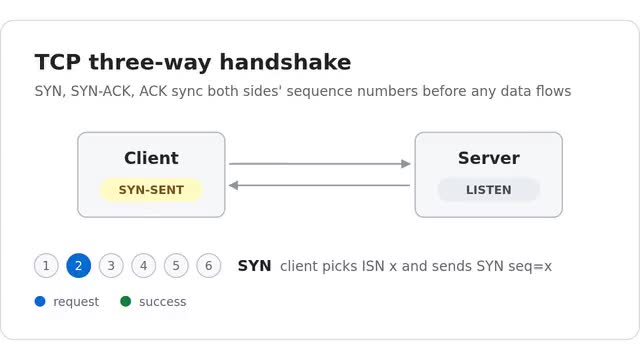 TCP three-way handshake
SYN, SYN-ACK, ACK sync both sides' sequence numbers before any data flows
Client
SYN-SENT
Server
LISTEN
1 2 3 4 5 6 SYN client picks ISN x and sends SYN seq=x
request success